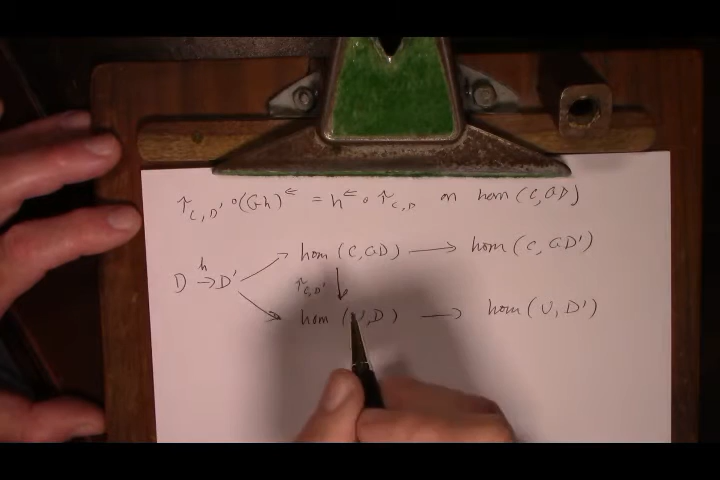 τ_{C,D'} ∘ (Gh)^⇐ = h^⇐ ∘ τ_{C,D} on hom (C, GD)
hom (C, GD) → hom (C, GD')
D →^h D'
τ_{C,D'}
hom ( , D) → hom (U, D')